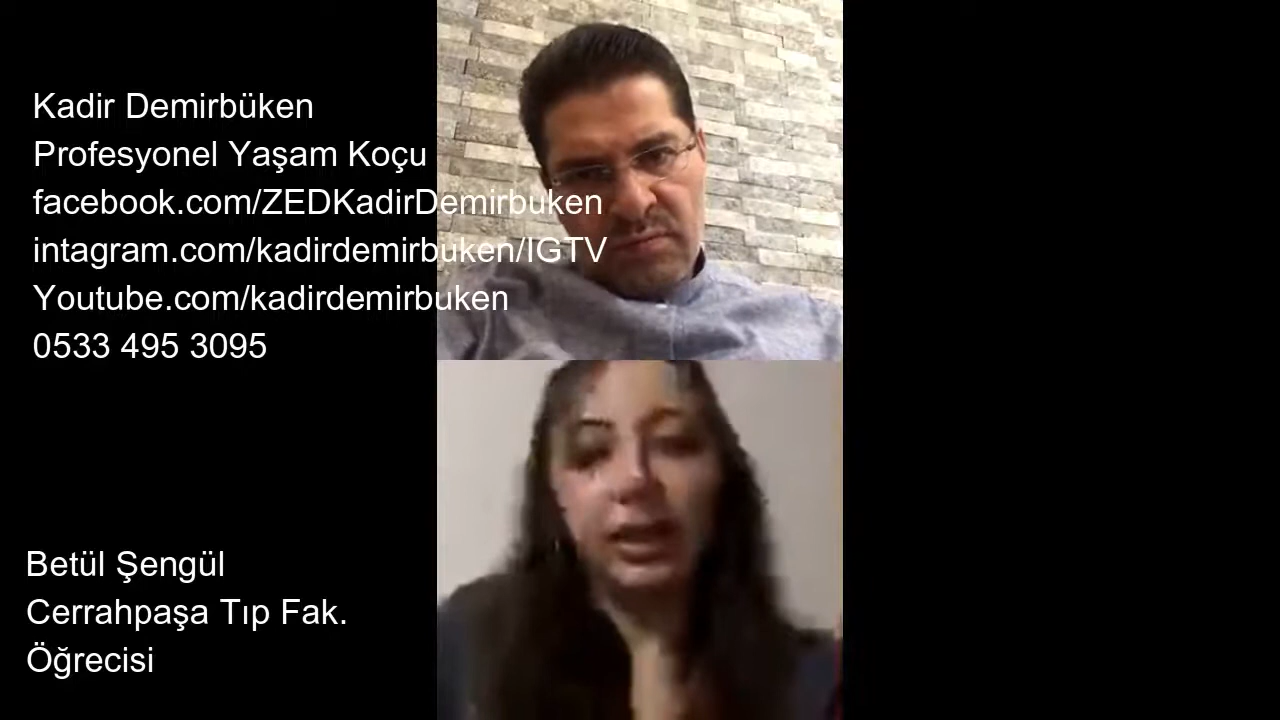 Kadir Demirbüken
Profesyonel Yaşam Koçu
facebook.com/ZEDKadirDemirbuken
intagram.com/kadirdemirbuken/IGTV
Youtube.com/kadirdemirbuken
0533 495 3095
Betül Şengül
Cerrahpaşa Tıp Fak.
Öğrecisi